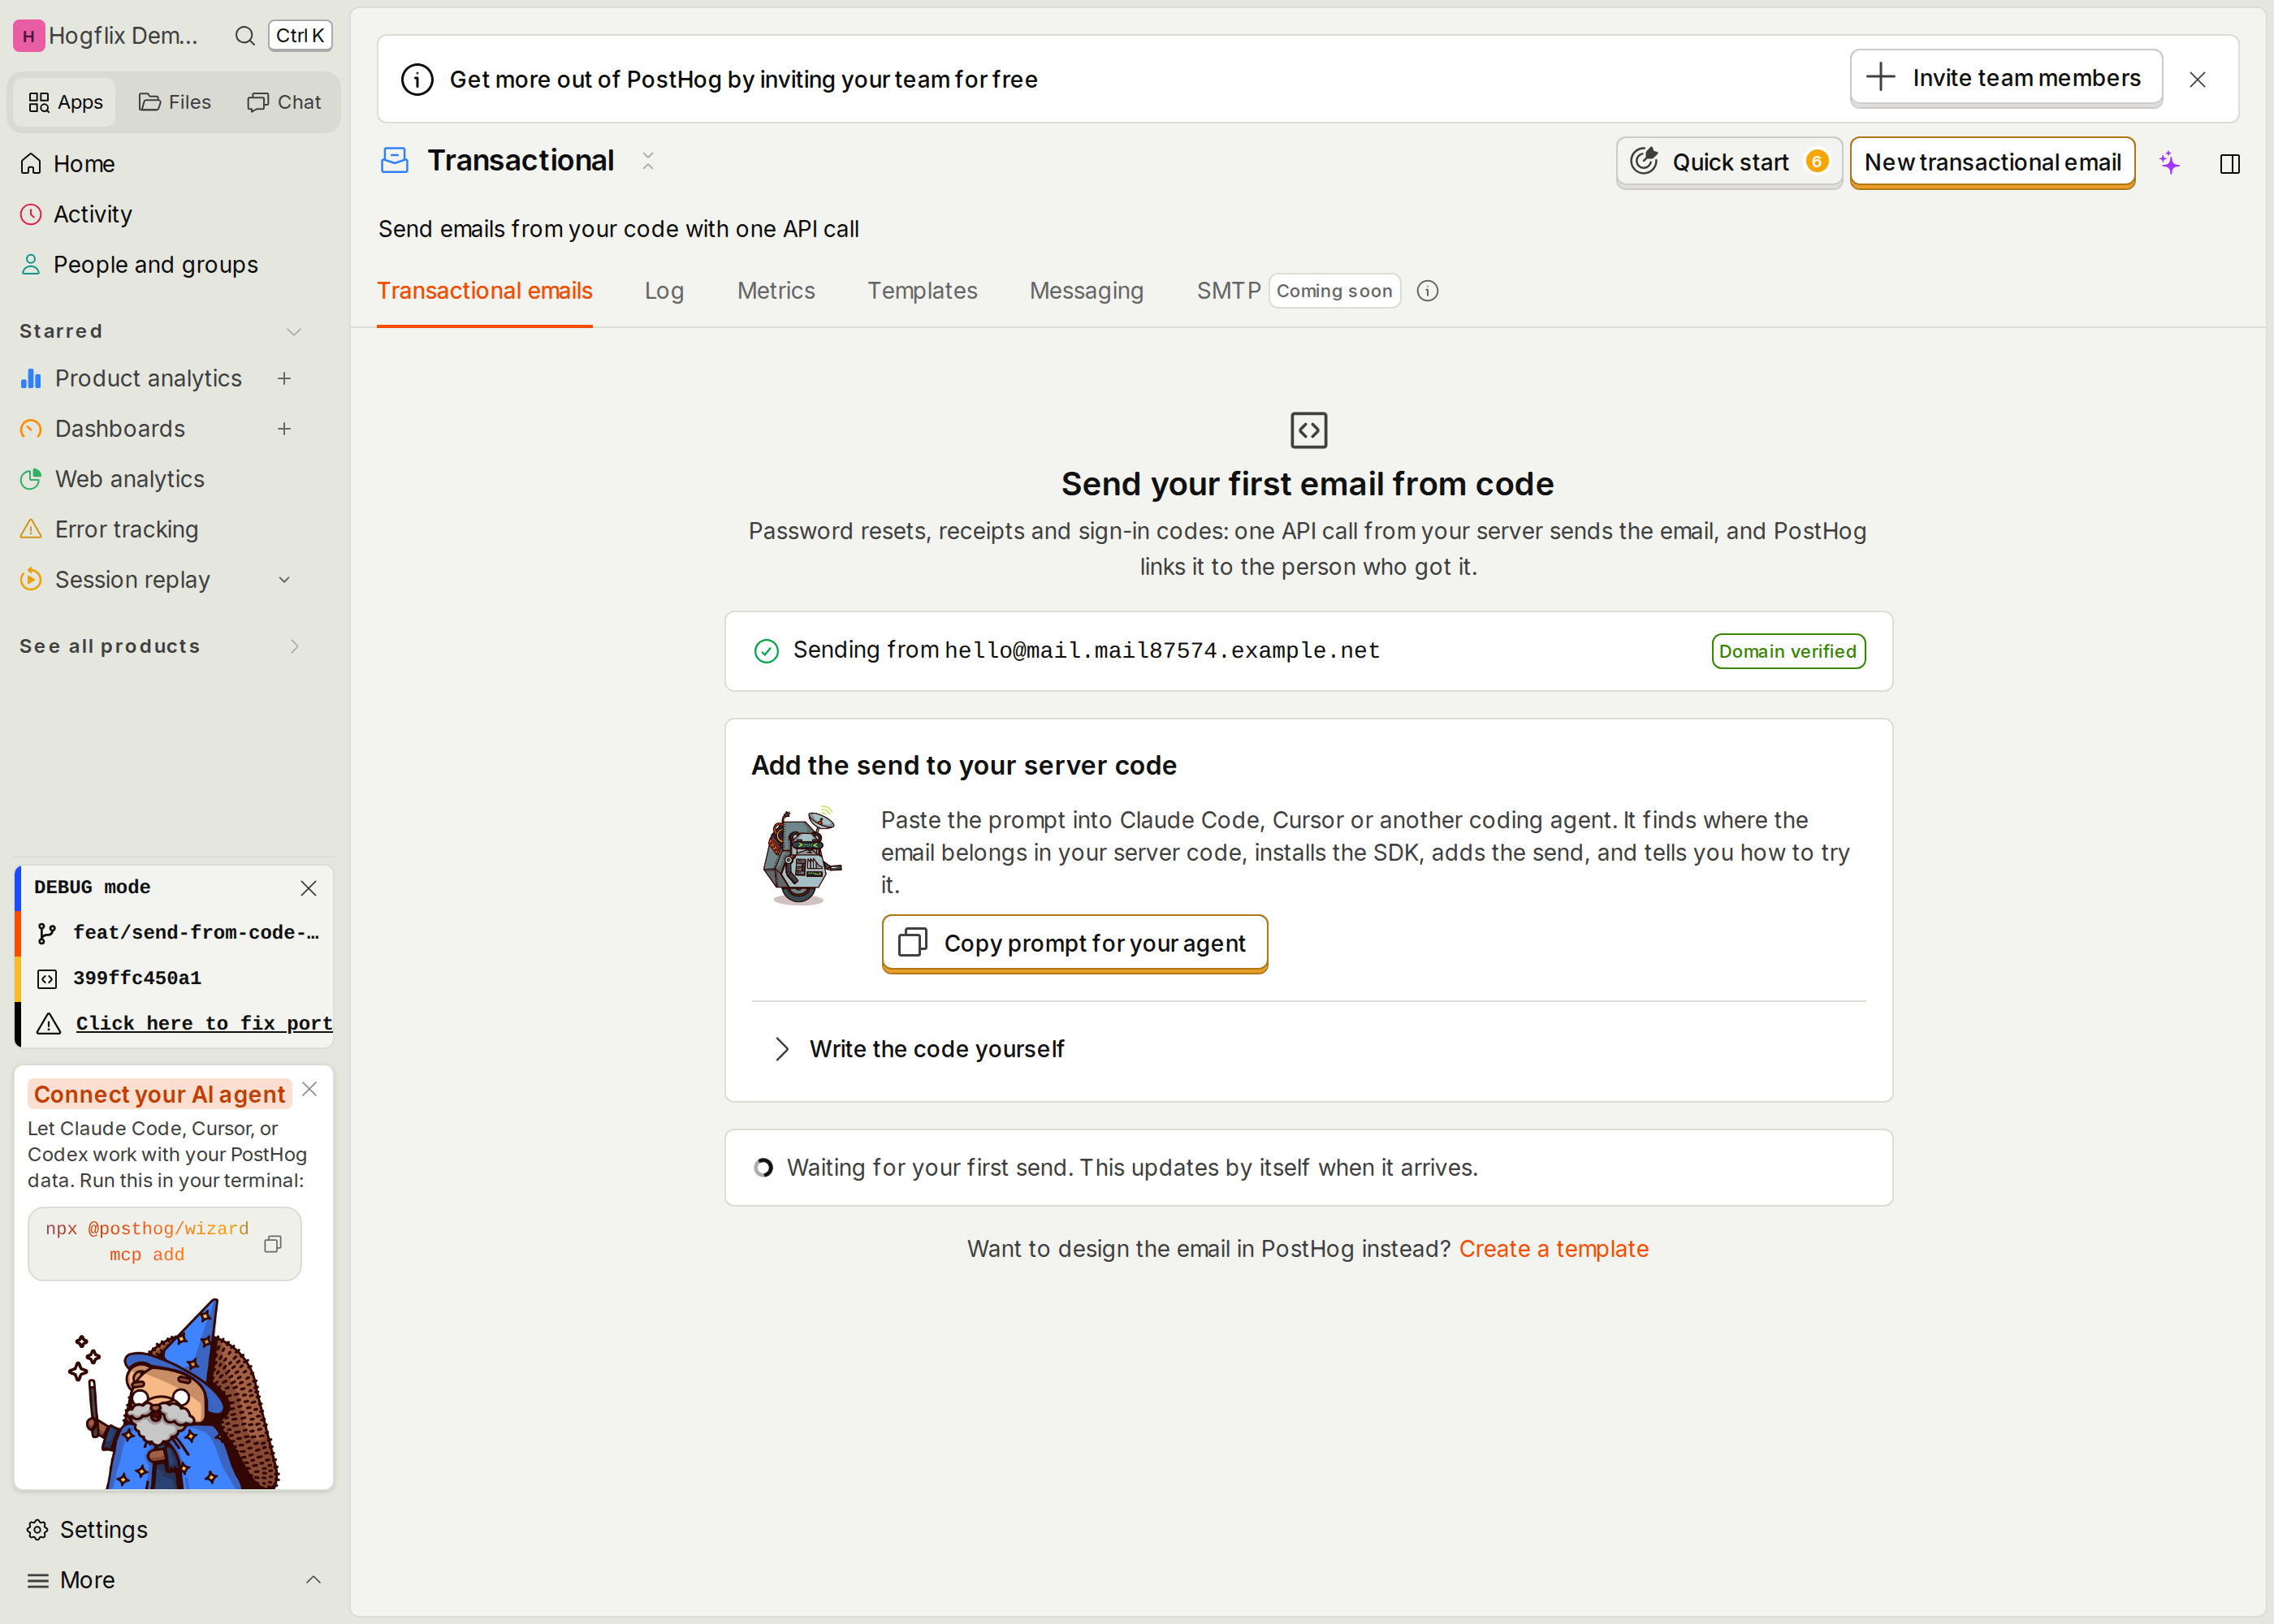 H Hogflix Dem... Ctrl K
Apps Files Chat
Home
Activity
People and groups
Starred
Product analytics
Dashboards
Web analytics
Error tracking
Session replay
See all products
DEBUG mode
feat/send-from-code-…
399ffc450a1
Click here to fix port
Connect your AI agent
Let Claude Code, Cursor, or
Codex work with your PostHog
data. Run this in your terminal:
npx @posthog/wizard
mcp add
Settings
More
Get more out of PostHog by inviting your team for free
Invite team members
Transactional
Quick start 6
New transactional email
Send emails from your code with one API call
Transactional emails Log Metrics Templates Messaging SMTP Coming soon
Send your first email from code
Password resets, receipts and sign-in codes: one API call from your server sends the email, and PostHog
links it to the person who got it.
Sending from hello@mail.mail87574.example.net
Domain verified
Add the send to your server code
Paste the prompt into Claude Code, Cursor or another coding agent. It finds where the
email belongs in your server code, installs the SDK, adds the send, and tells you how to try
it.
Copy prompt for your agent
Write the code yourself
Waiting for your first send. This updates by itself when it arrives.
Want to design the email in PostHog instead? Create a template